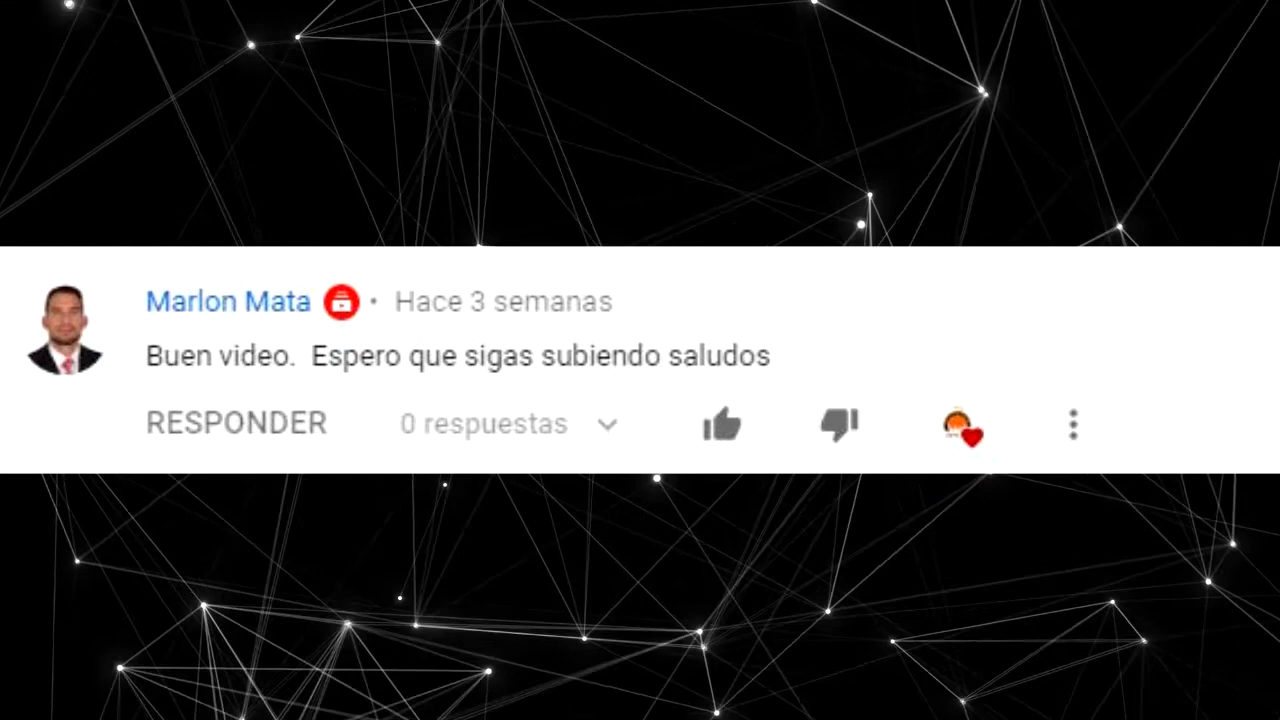 Marlon Mata • Hace 3 semanas
Buen video. Espero que sigas subiendo saludos
RESPONDER 0 respuestas